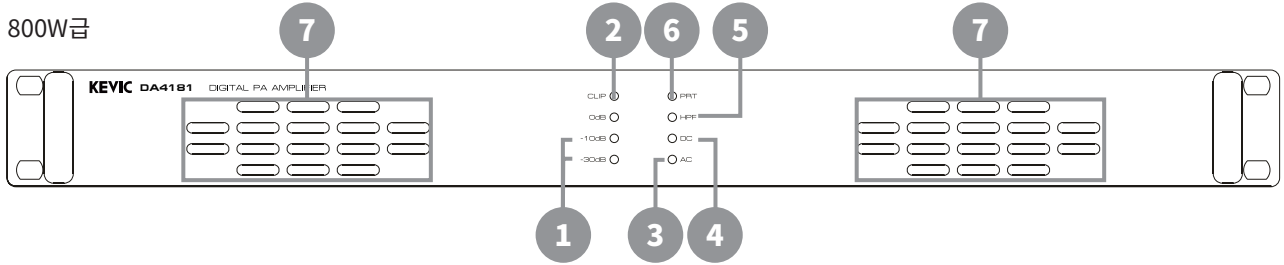 800W급
7
2
6
5
7
KEVIC DA4181 DIGITAL PA AMPLIFIER
CLIP
PRT
0dB
HPF
-10dB
DC
-30dB
AC
1
3
4